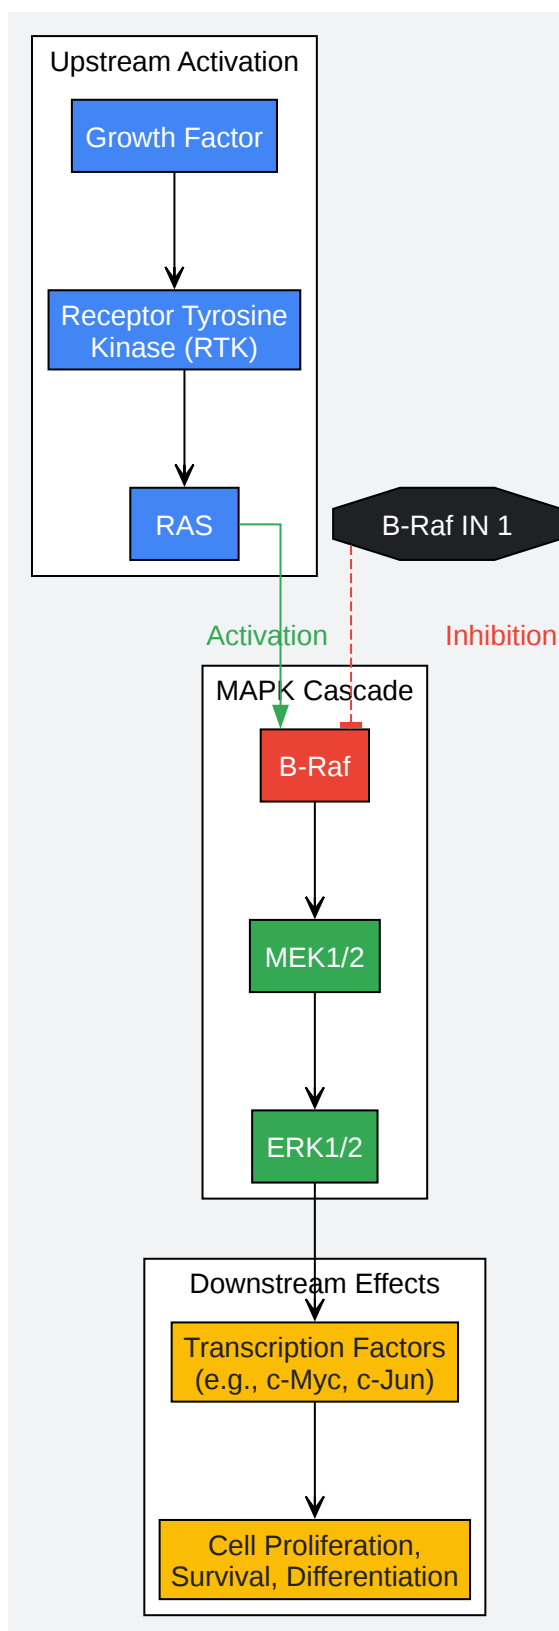 Upstream Activation
Growth Factor
Receptor Tyrosine
Kinase (RTK)
RAS
B-Raf IN 1
Activation
Inhibition
MAPK Cascade
B-Raf
MEK1/2
ERK1/2
Downstream Effects
Transcription Factors
(e.g., c-Myc, c-Jun)
Cell Proliferation,
Survival, Differentiation